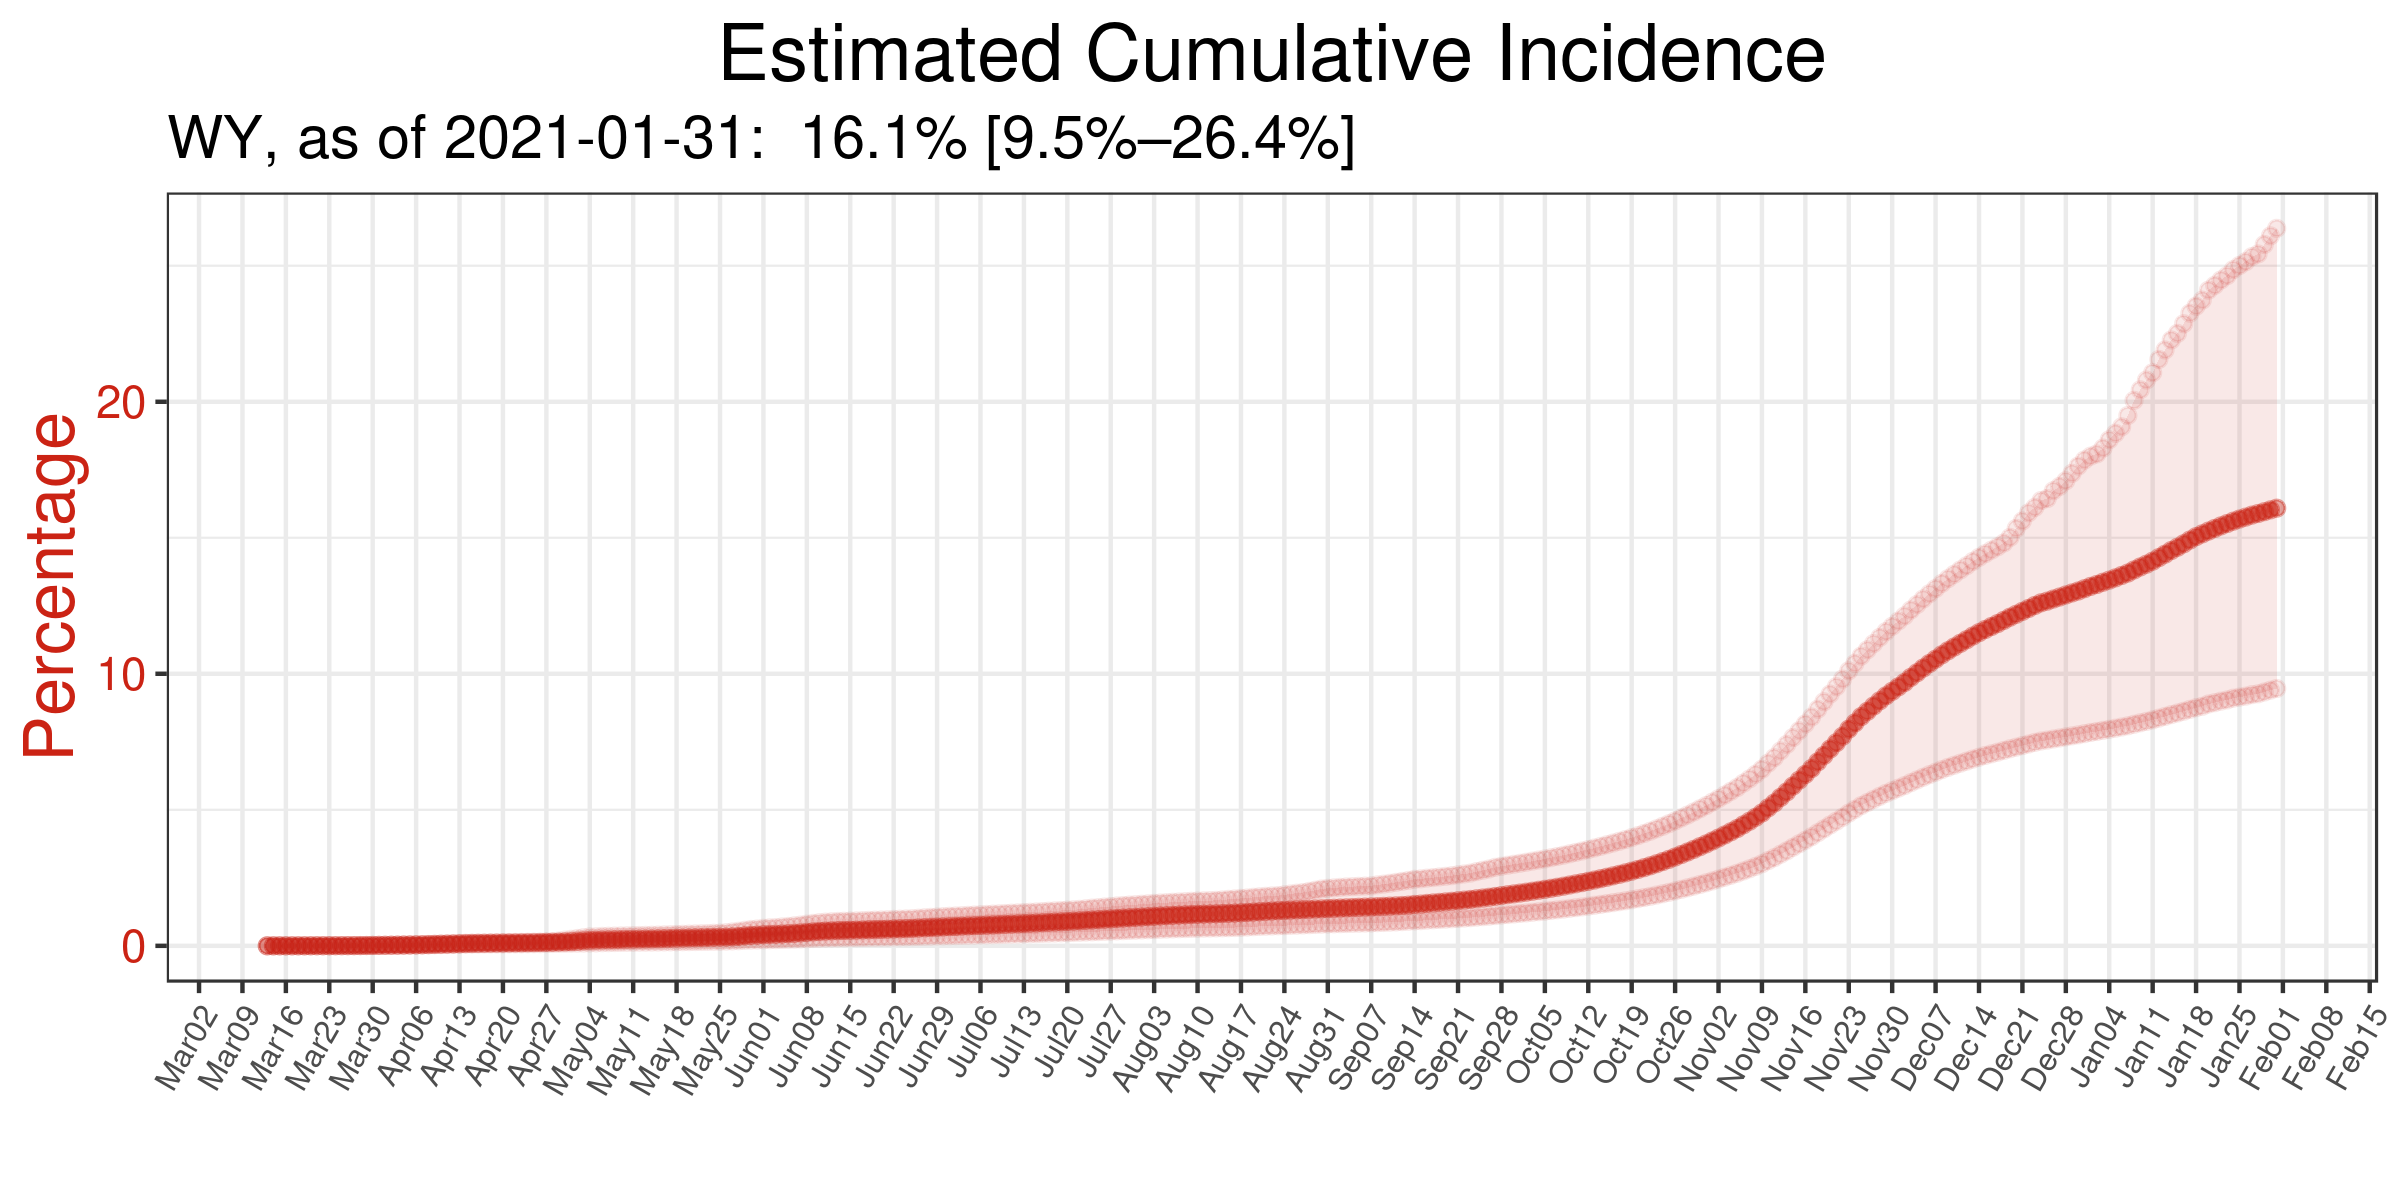 Estimated Cumulative Incidence
WY, as of 2021-01-31:  16.1% [9.5%–26.4%]
Percentage
20
10
0
Mar02
Mar09
Mar16
Mar23
Mar30
Apr06
Apr13
Apr20
Apr27
May04
May11
May18
May25
Jun01
Jun08
Jun15
Jun22
Jun29
Jul06
Jul13
Jul20
Jul27
Aug03
Aug10
Aug17
Aug24
Aug31
Sep07
Sep14
Sep21
Sep28
Oct05
Oct12
Oct19
Oct26
Nov02
Nov09
Nov16
Nov23
Nov30
Dec07
Dec14
Dec21
Dec28
Jan04
Jan11
Jan18
Jan25
Feb01
Feb08
Feb15